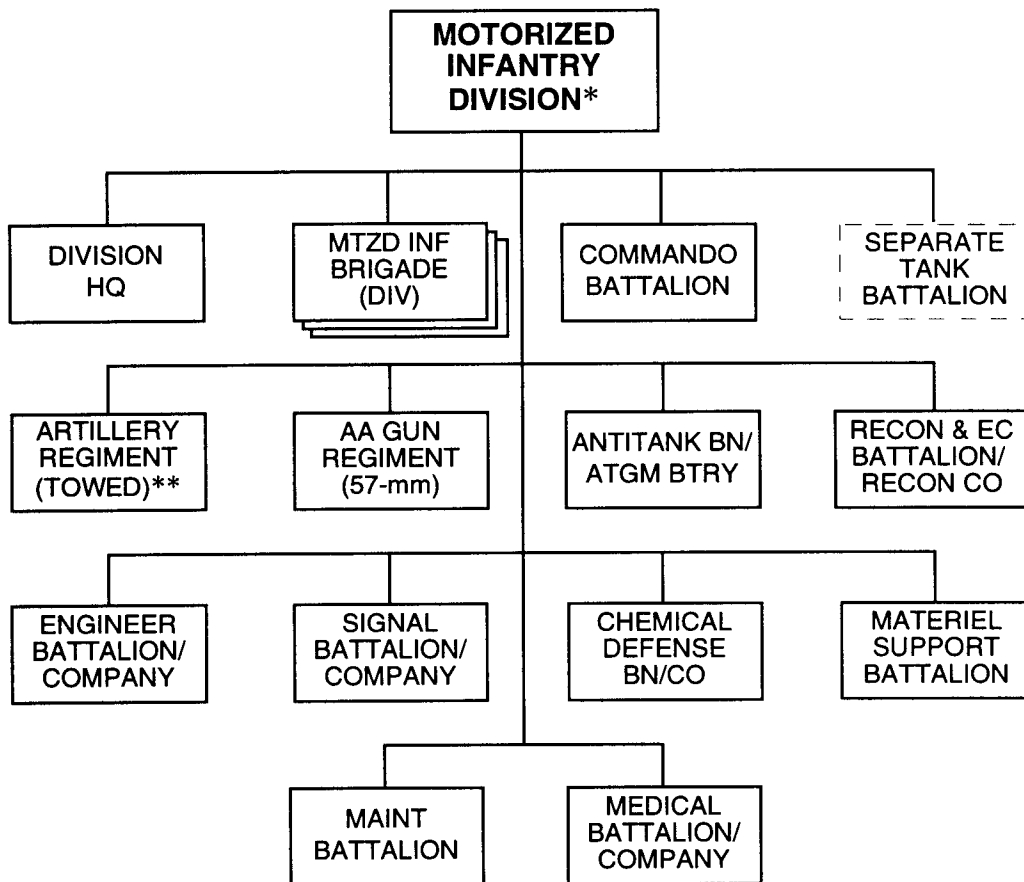 MOTORIZED
INFANTRY
DIVISION*
DIVISION
HQ
MTZD INF
BRIGADE
(DIV)
COMMANDO
BATTALION
SEPARATE
TANK
BATTALION
ARTILLERY
REGIMENT
(TOWED)**
AA GUN
REGIMENT
(57-mm)
ANTITANK BN/
ATGM BTRY
RECON & EC
BATTALION/
RECON CO
ENGINEER
BATTALION/
COMPANY
SIGNAL
BATTALION/
COMPANY
CHEMICAL
DEFENSE
BN/CO
MATERIEL
SUPPORT
BATTALION
MAINT
BATTALION
MEDICAL
BATTALION/
COMPANY